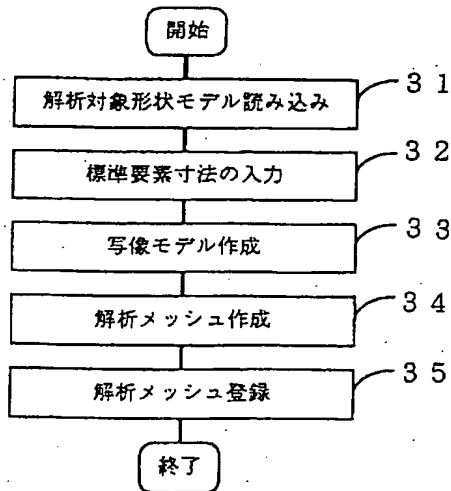 開始
解析対象形状モデル読み込み
31
標準要素寸法の入力
32
写像モデル作成
33
解析メッシュ作成
34
解析メッシュ登録
35
終了